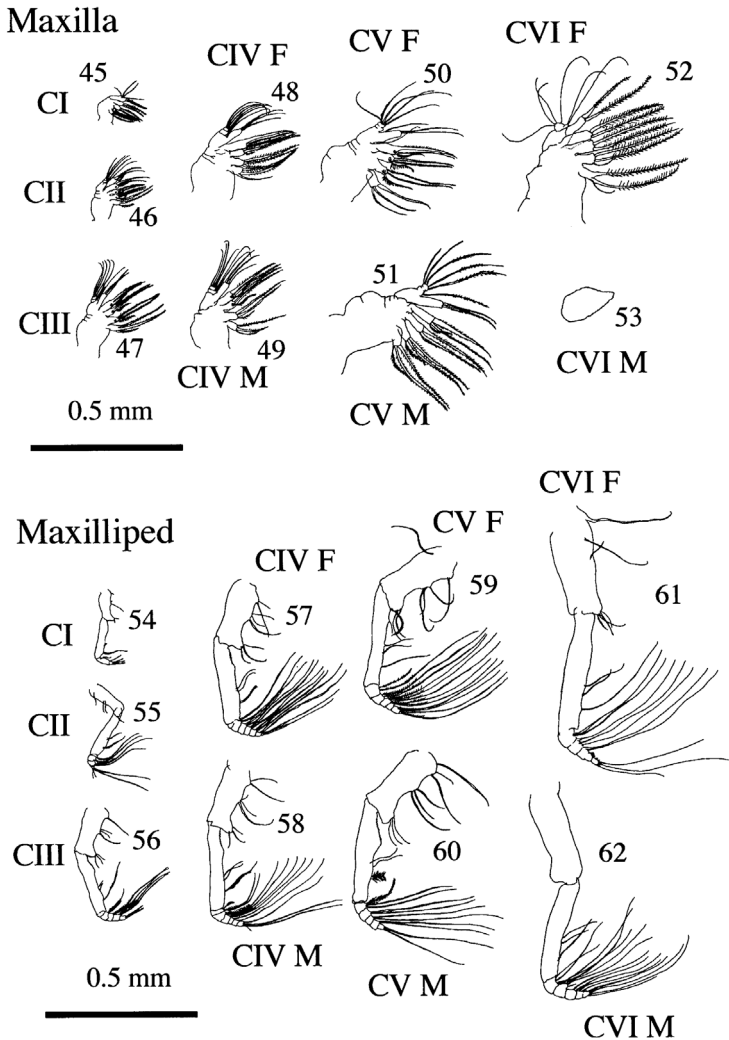 Maxilla
CIV F
CV F
CVI F
45
48
50
52
CI
CII
46
51
CIII
47
49
53
CIV M
CV M
CVI M
0.5 mm
Maxilliped
CIV F
CV F
CVI F
54
57
59
61
CI
CII
55
CIII
56
58
60
62
CIV M
CV M
CVI M
0.5 mm